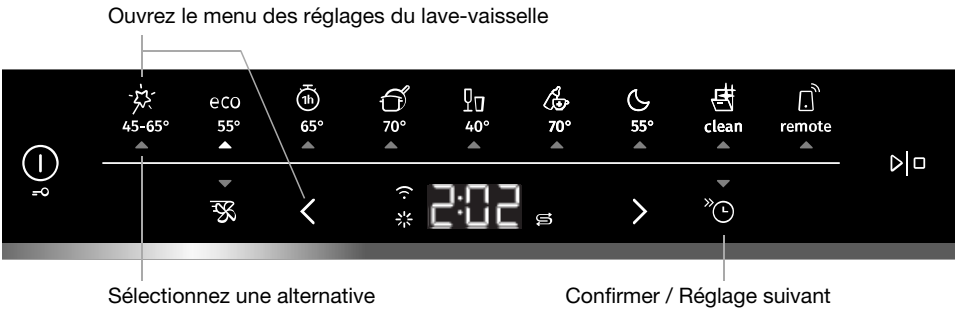 Ouvrez le menu des réglages du lave-vaisselle
eco 1h
45-65° 55° 65° 70° 40° 70° 55° clean remote
2:02
Sélectionnez une alternative Confirmer / Réglage suivant